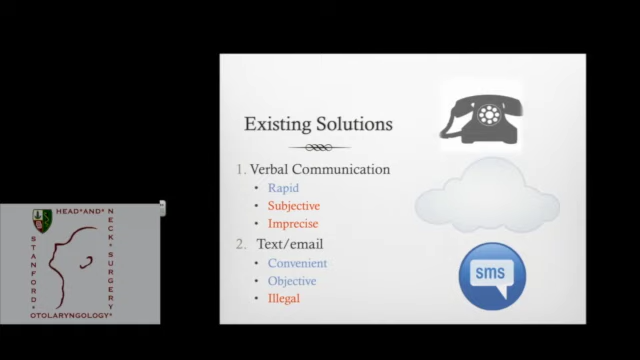 Existing Solutions
1. Verbal Communication
• Rapid
• Subjective
• Imprecise
2. Text/email
• Convenient
• Objective
• Illegal
sms
HEAD*AND*
NECK*SURGERY
STANFORD*
OTOLARYNGOLOGY*